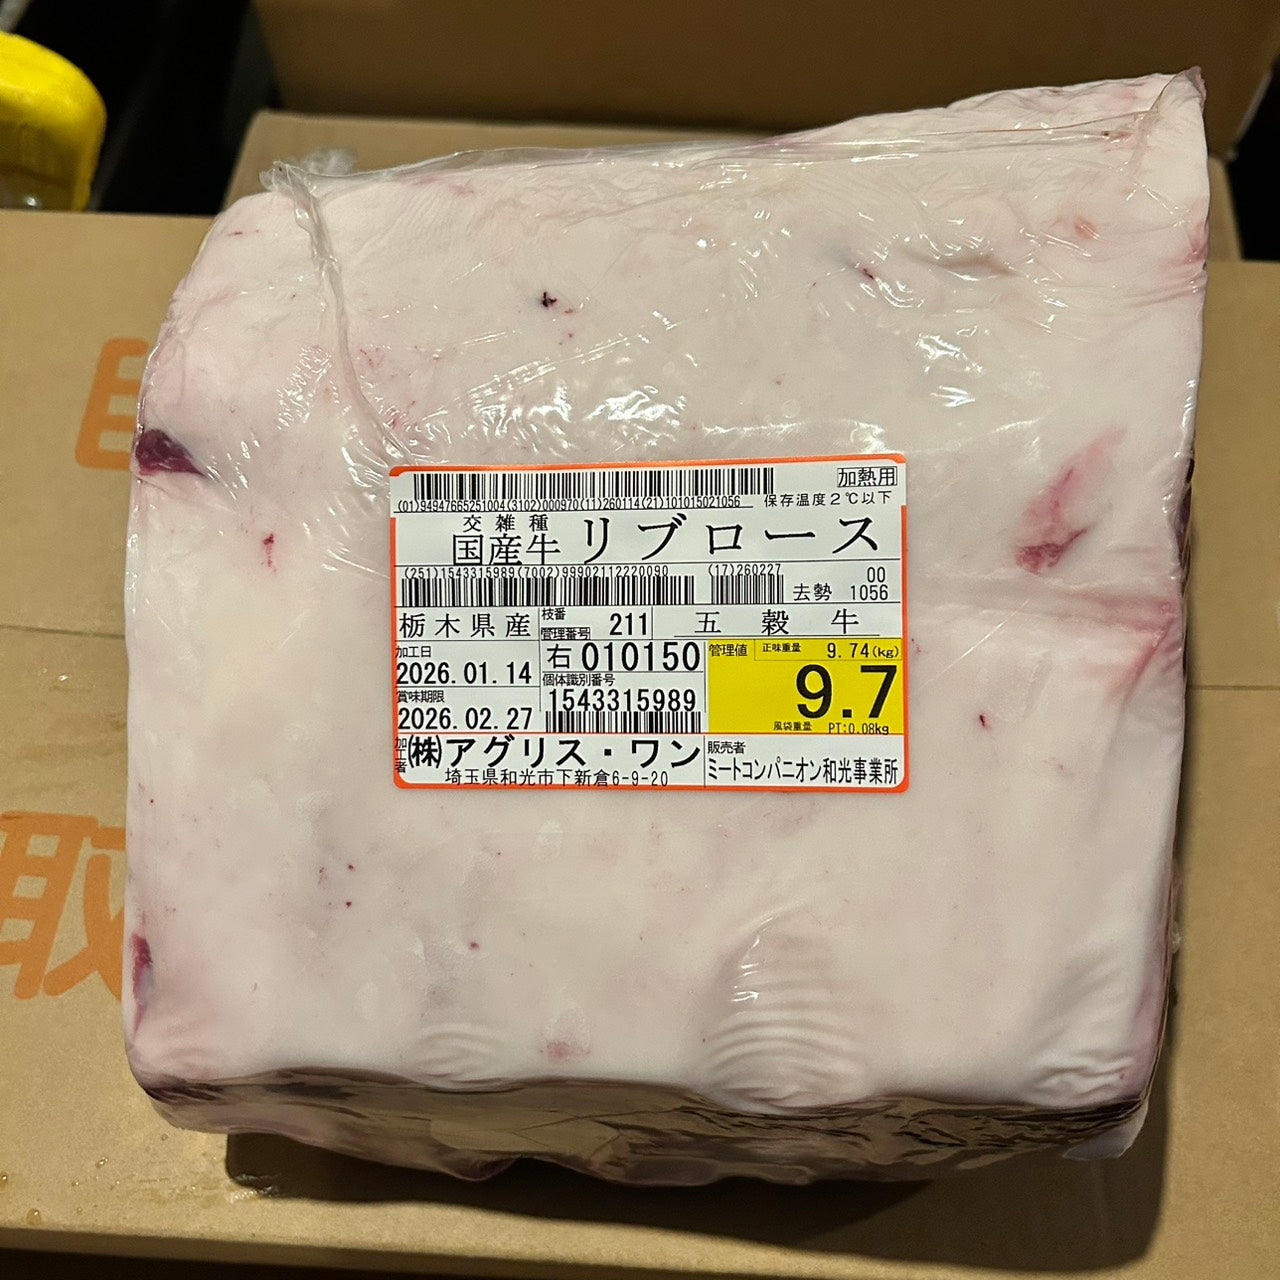 加熱用
(01)94947665251004(3102)000970(11)260114(21)101015021056 保存温度2℃以下
交雑種
国産牛 リブロース
(251)1543315989(7002)99902112220090 (17)260227
00
去勢 1056
栃木県産 枝番 管理番号 211 五穀牛
加工日
2026.01.14
右 010150
管理値 正味重量 9.74(kg)
9.7
風袋重量 PT:0.08kg
賞味期限
2026.02.27
個体識別番号
1543315989
加工者 (株)アグリス・ワン
埼玉県和光市下新倉6-9-20
販売者
ミートコンパニオン和光事業所
取